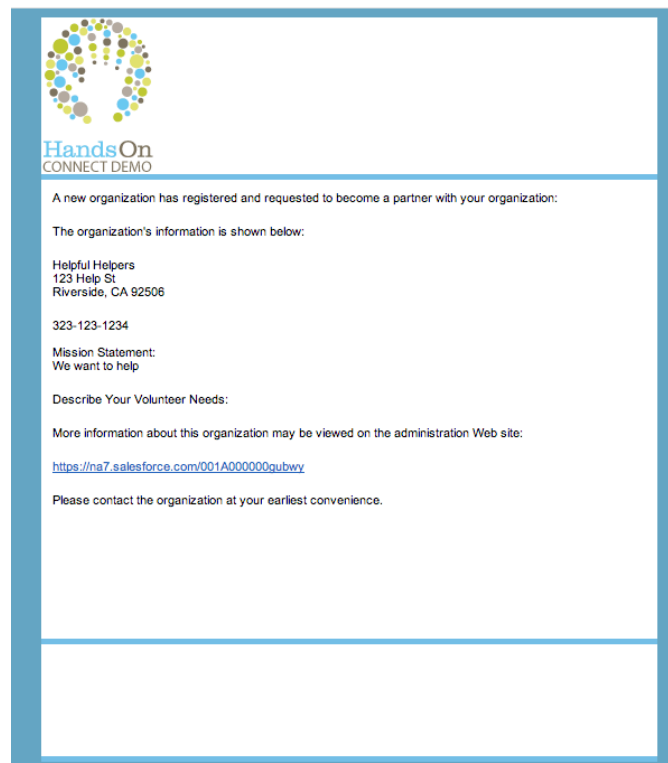 HandsOn
CONNECT DEMO
A new organization has registered and requested to become a partner with your organization:
The organization's information is shown below:
Helpful Helpers
123 Help St
Riverside, CA 92506
323-123-1234
Mission Statement:
We want to help
Describe Your Volunteer Needs:
More information about this organization may be viewed on the administration Web site:
https://na7.salesforce.com/001A000000gubwy
Please contact the organization at your earliest convenience.